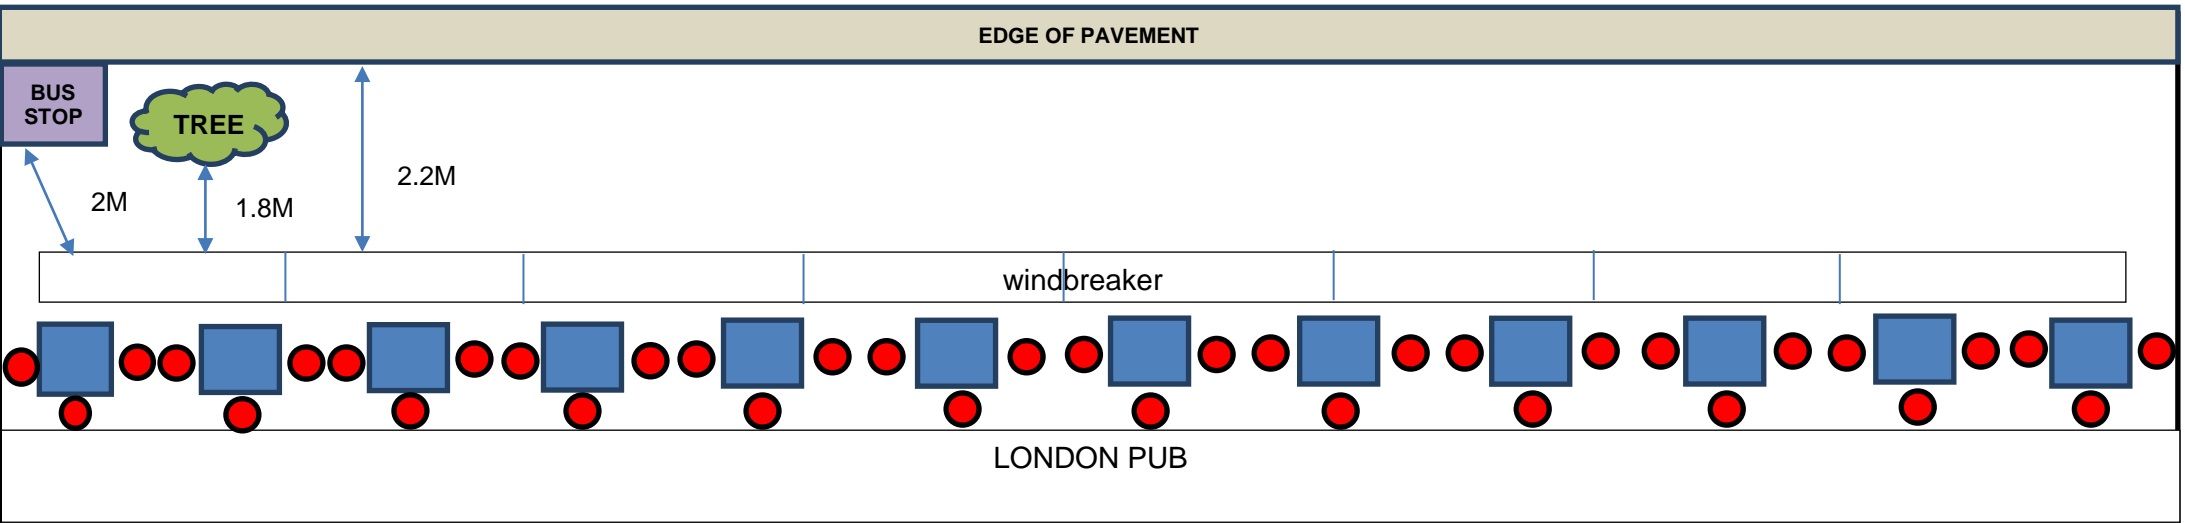 EDGE OF PAVEMENT
BUS
STOP
TREE
2M
1.8M
2.2M
windbreaker
LONDON PUB